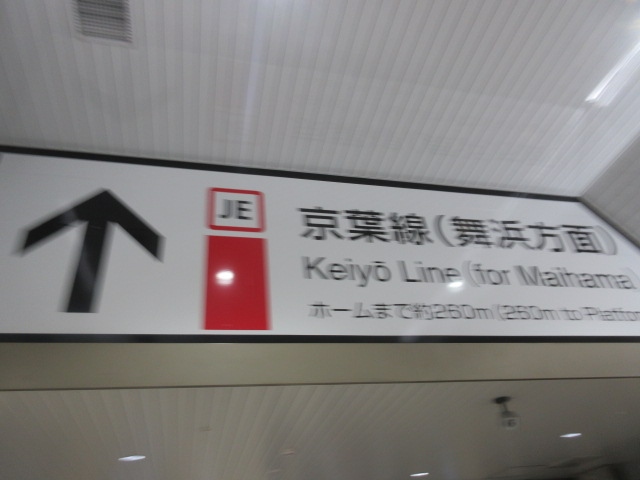 JE
京葉線(舞浜方面)
Keiyō Line (for Maihama)
ホームまで約260m (260m to Platform